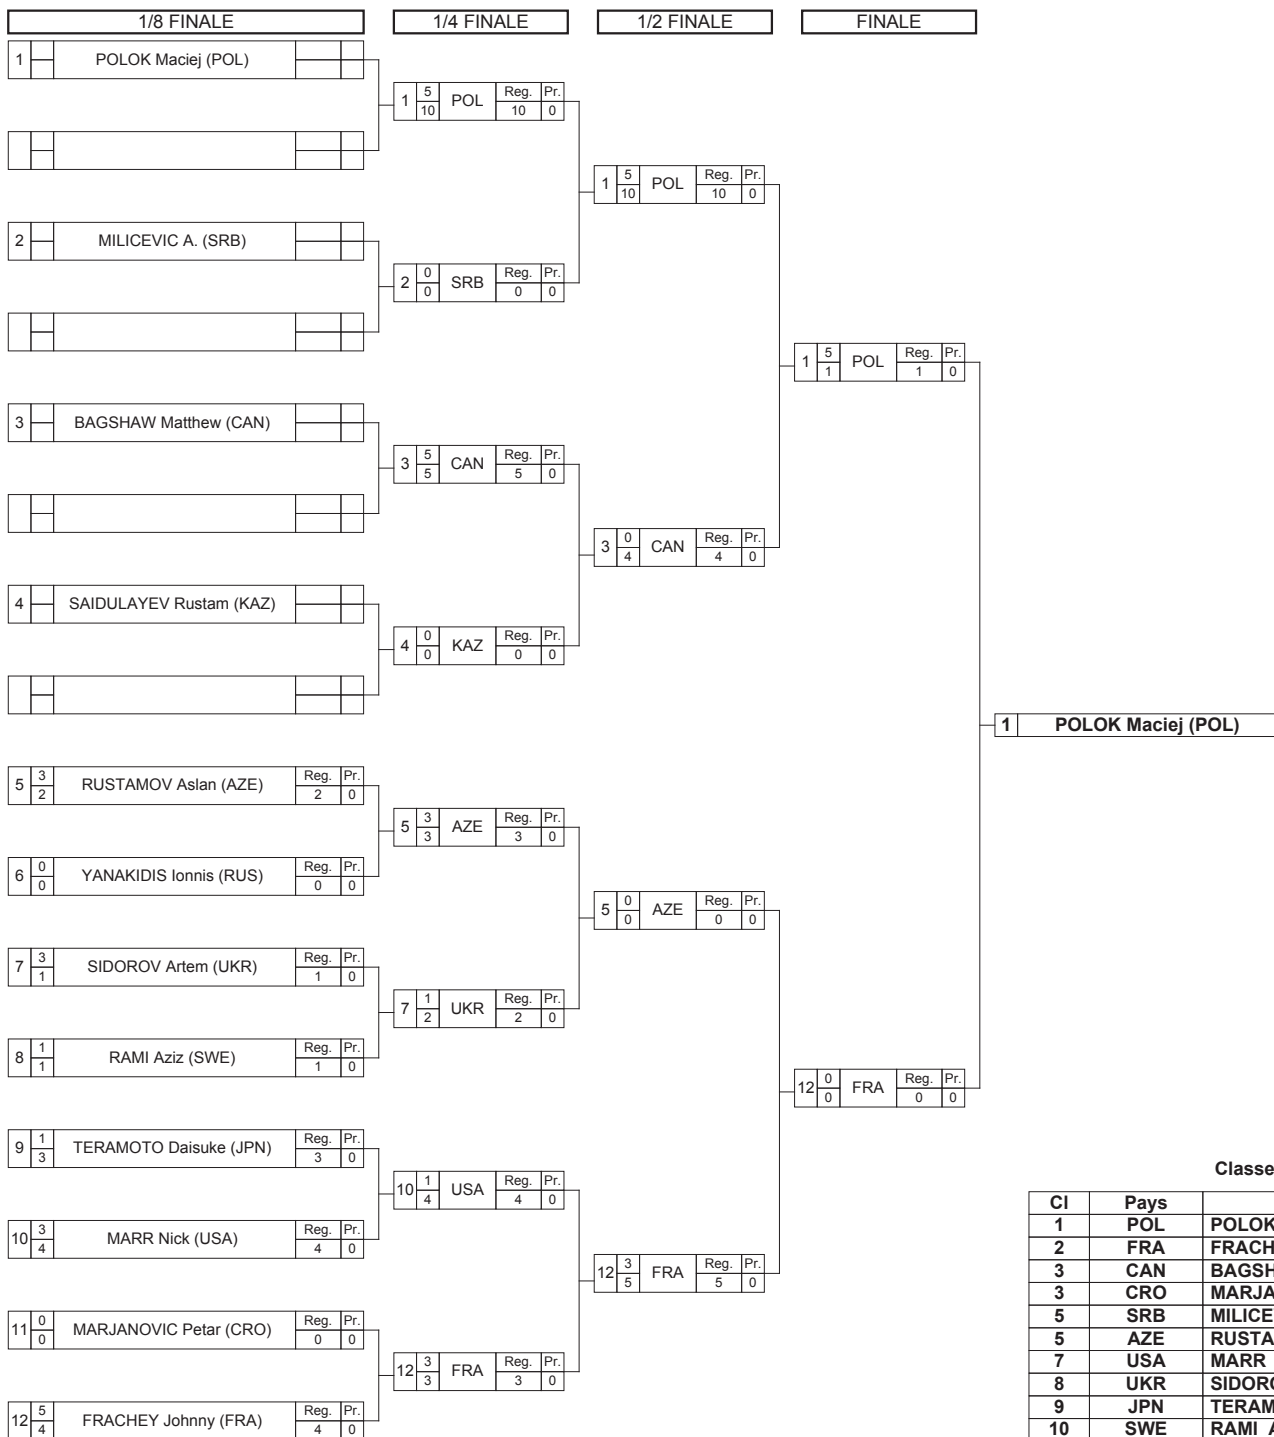 1/8 FINALE 1/4 FINALE 1/2 FINALE FINALE
1 POLOK Maciej (POL)
1 5 10 POL Reg. Pr. 10 0
1 5 10 POL Reg. Pr. 10 0
2 MILICEVIC A. (SRB)
2 0 0 SRB Reg. Pr. 0 0
1 5 1 POL Reg. Pr. 1 0
3 BAGSHAW Matthew (CAN)
3 5 5 CAN Reg. Pr. 5 0
3 0 4 CAN Reg. Pr. 4 0
4 SAIDULAYEV Rustam (KAZ)
4 0 0 KAZ Reg. Pr. 0 0
1 POLOK Maciej (POL)
5 3 2 RUSTAMOV Aslan (AZE) Reg. Pr. 2 0
5 3 3 AZE Reg. Pr. 3 0
6 0 0 YANAKIDIS Ionnis (RUS) Reg. Pr. 0 0
5 0 0 AZE Reg. Pr. 0 0
7 3 1 SIDOROV Artem (UKR) Reg. Pr. 1 0
7 1 2 UKR Reg. Pr. 2 0
8 1 1 RAMI Aziz (SWE) Reg. Pr. 1 0
12 0 0 FRA Reg. Pr. 0 0
9 1 3 TERAMOTO Daisuke (JPN) Reg. Pr. 3 0
10 1 4 USA Reg. Pr. 4 0
10 3 4 MARR Nick (USA) Reg. Pr. 4 0
12 3 5 FRA Reg. Pr. 5 0
11 0 0 MARJANOVIC Petar (CRO) Reg. Pr. 0 0
12 3 3 FRA Reg. Pr. 3 0
12 5 4 FRACHEY Johnny (FRA) Reg. Pr. 4 0
Classe
Cl Pays
1 POL POLOK
2 FRA FRACH
3 CAN BAGSH
3 CRO MARJA
5 SRB MILICE
5 AZE RUSTA
7 USA MARR
8 UKR SIDORO
9 JPN TERAM
10 SWE RAMI A